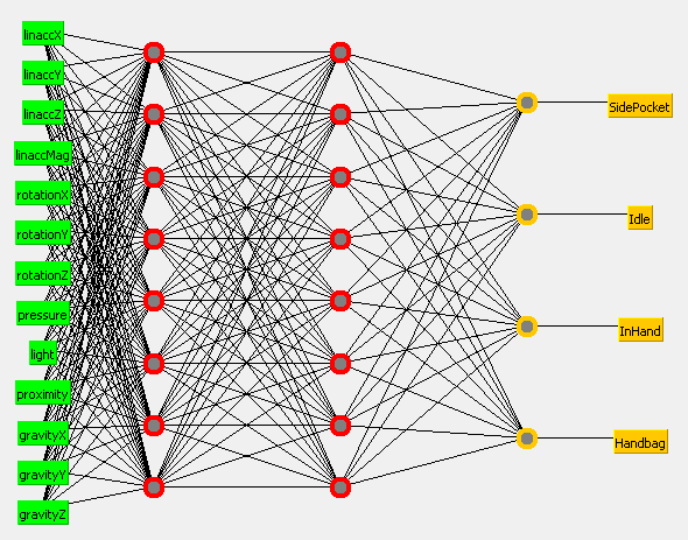 linaccX
linaccY
linaccZ
linaccMag
rotationX
rotationY
rotationZ
pressure
light
proximity
gravityX
gravityY
gravityZ
SidePocket
Idle
InHand
Handbag